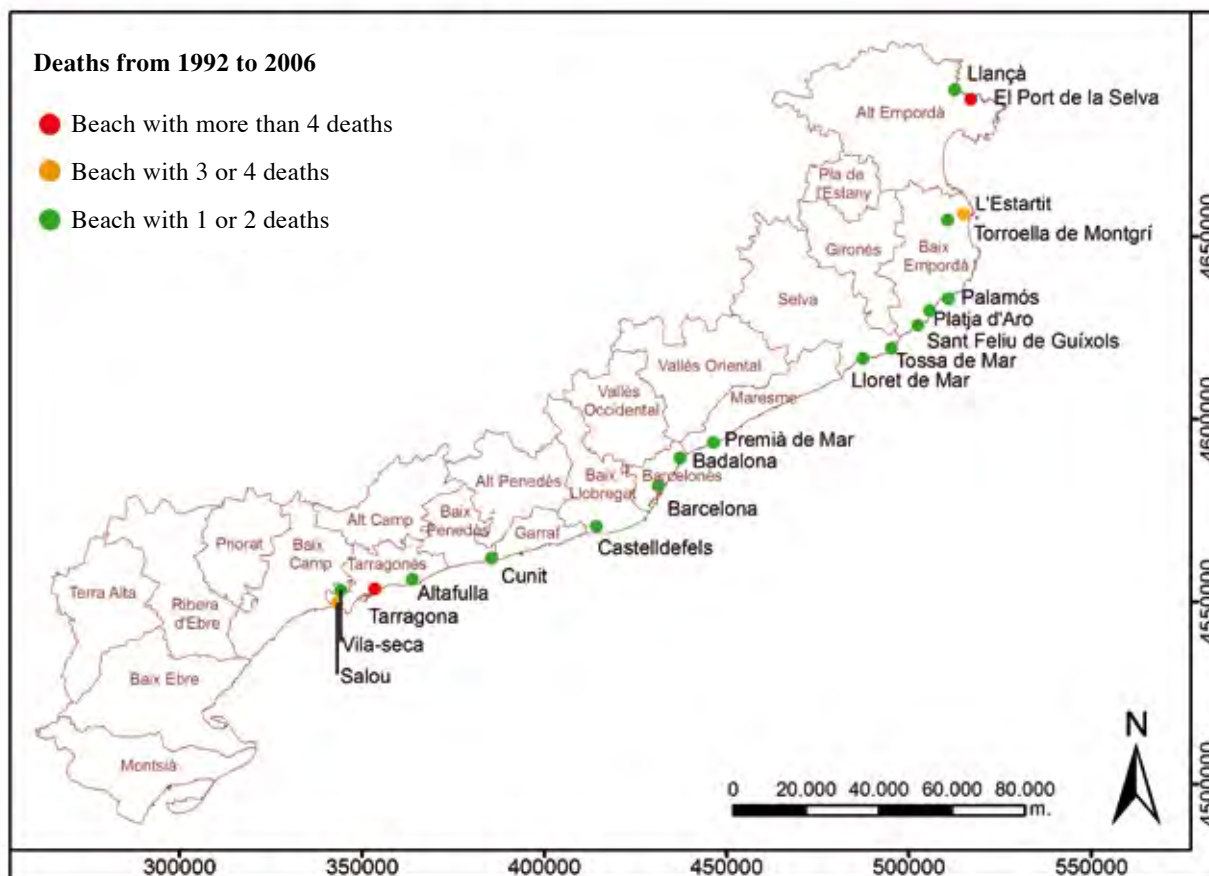 Deaths from 1992 to 2006
Beach with more than 4 deaths
Beach with 3 or 4 deaths
Beach with 1 or 2 deaths
Llançà
El Port de la Selva
Alt Empordà
Pla de
l'Estany
L'Estartit
Torroella de Montgrí
Gironès
Baix
Empordà
Selva
Palamós
Platja d'Aro
Sant Feliu de Guíxols
Tossa de Mar
Lloret de Mar
Vallès Oriental
Maresme
Vallès
Occidental
Premià de Mar
Badalona
Alt Penedès
Baix
Llobregat
Barcelonès
Barcelona
Alt Camp
Baix
Penedès
Garraf
Castelldefels
Priorat
Baix
Camp
Tarragonès
Cunit
Altafulla
Terra Alta
Ribera
d'Ebre
Tarragona
Vila-seca
Salou
Baix Ebre
Montsià
N
0 20.000 40.000 60.000 80.000
m.
4650000
4600000
4550000
4500000
300000 350000 400000 450000 500000 550000